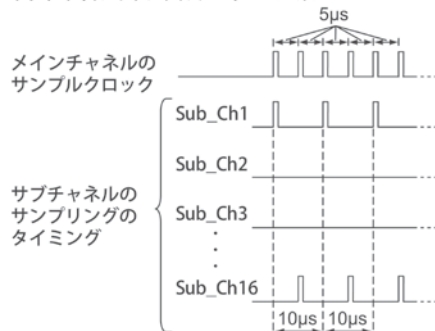 5μs
メインチャネルの
サンプルクロック
Sub_Ch1
Sub_Ch2
サブチャネルの
サンプリングの
タイミング
Sub_Ch3
Sub_Ch16
10μs 10μs